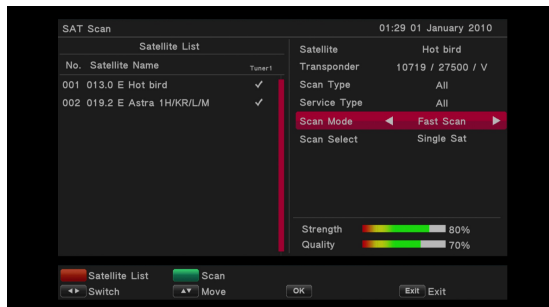 SAT Scan 01:29 01 January 2010
Satellite List
No. Satellite Name Tuner1
001 013.0 E Hot bird ✓
002 019.2 E Astra 1H/KR/L/M ✓
Satellite Hot bird
Transponder 10719 / 27500 / V
Scan Type All
Service Type All
Scan Mode ◀ Fast Scan ▶
Scan Select Single Sat
Strength 80%
Quality 70%
Satellite List Scan
◂▸ Switch ▴▾ Move OK Exit Exit